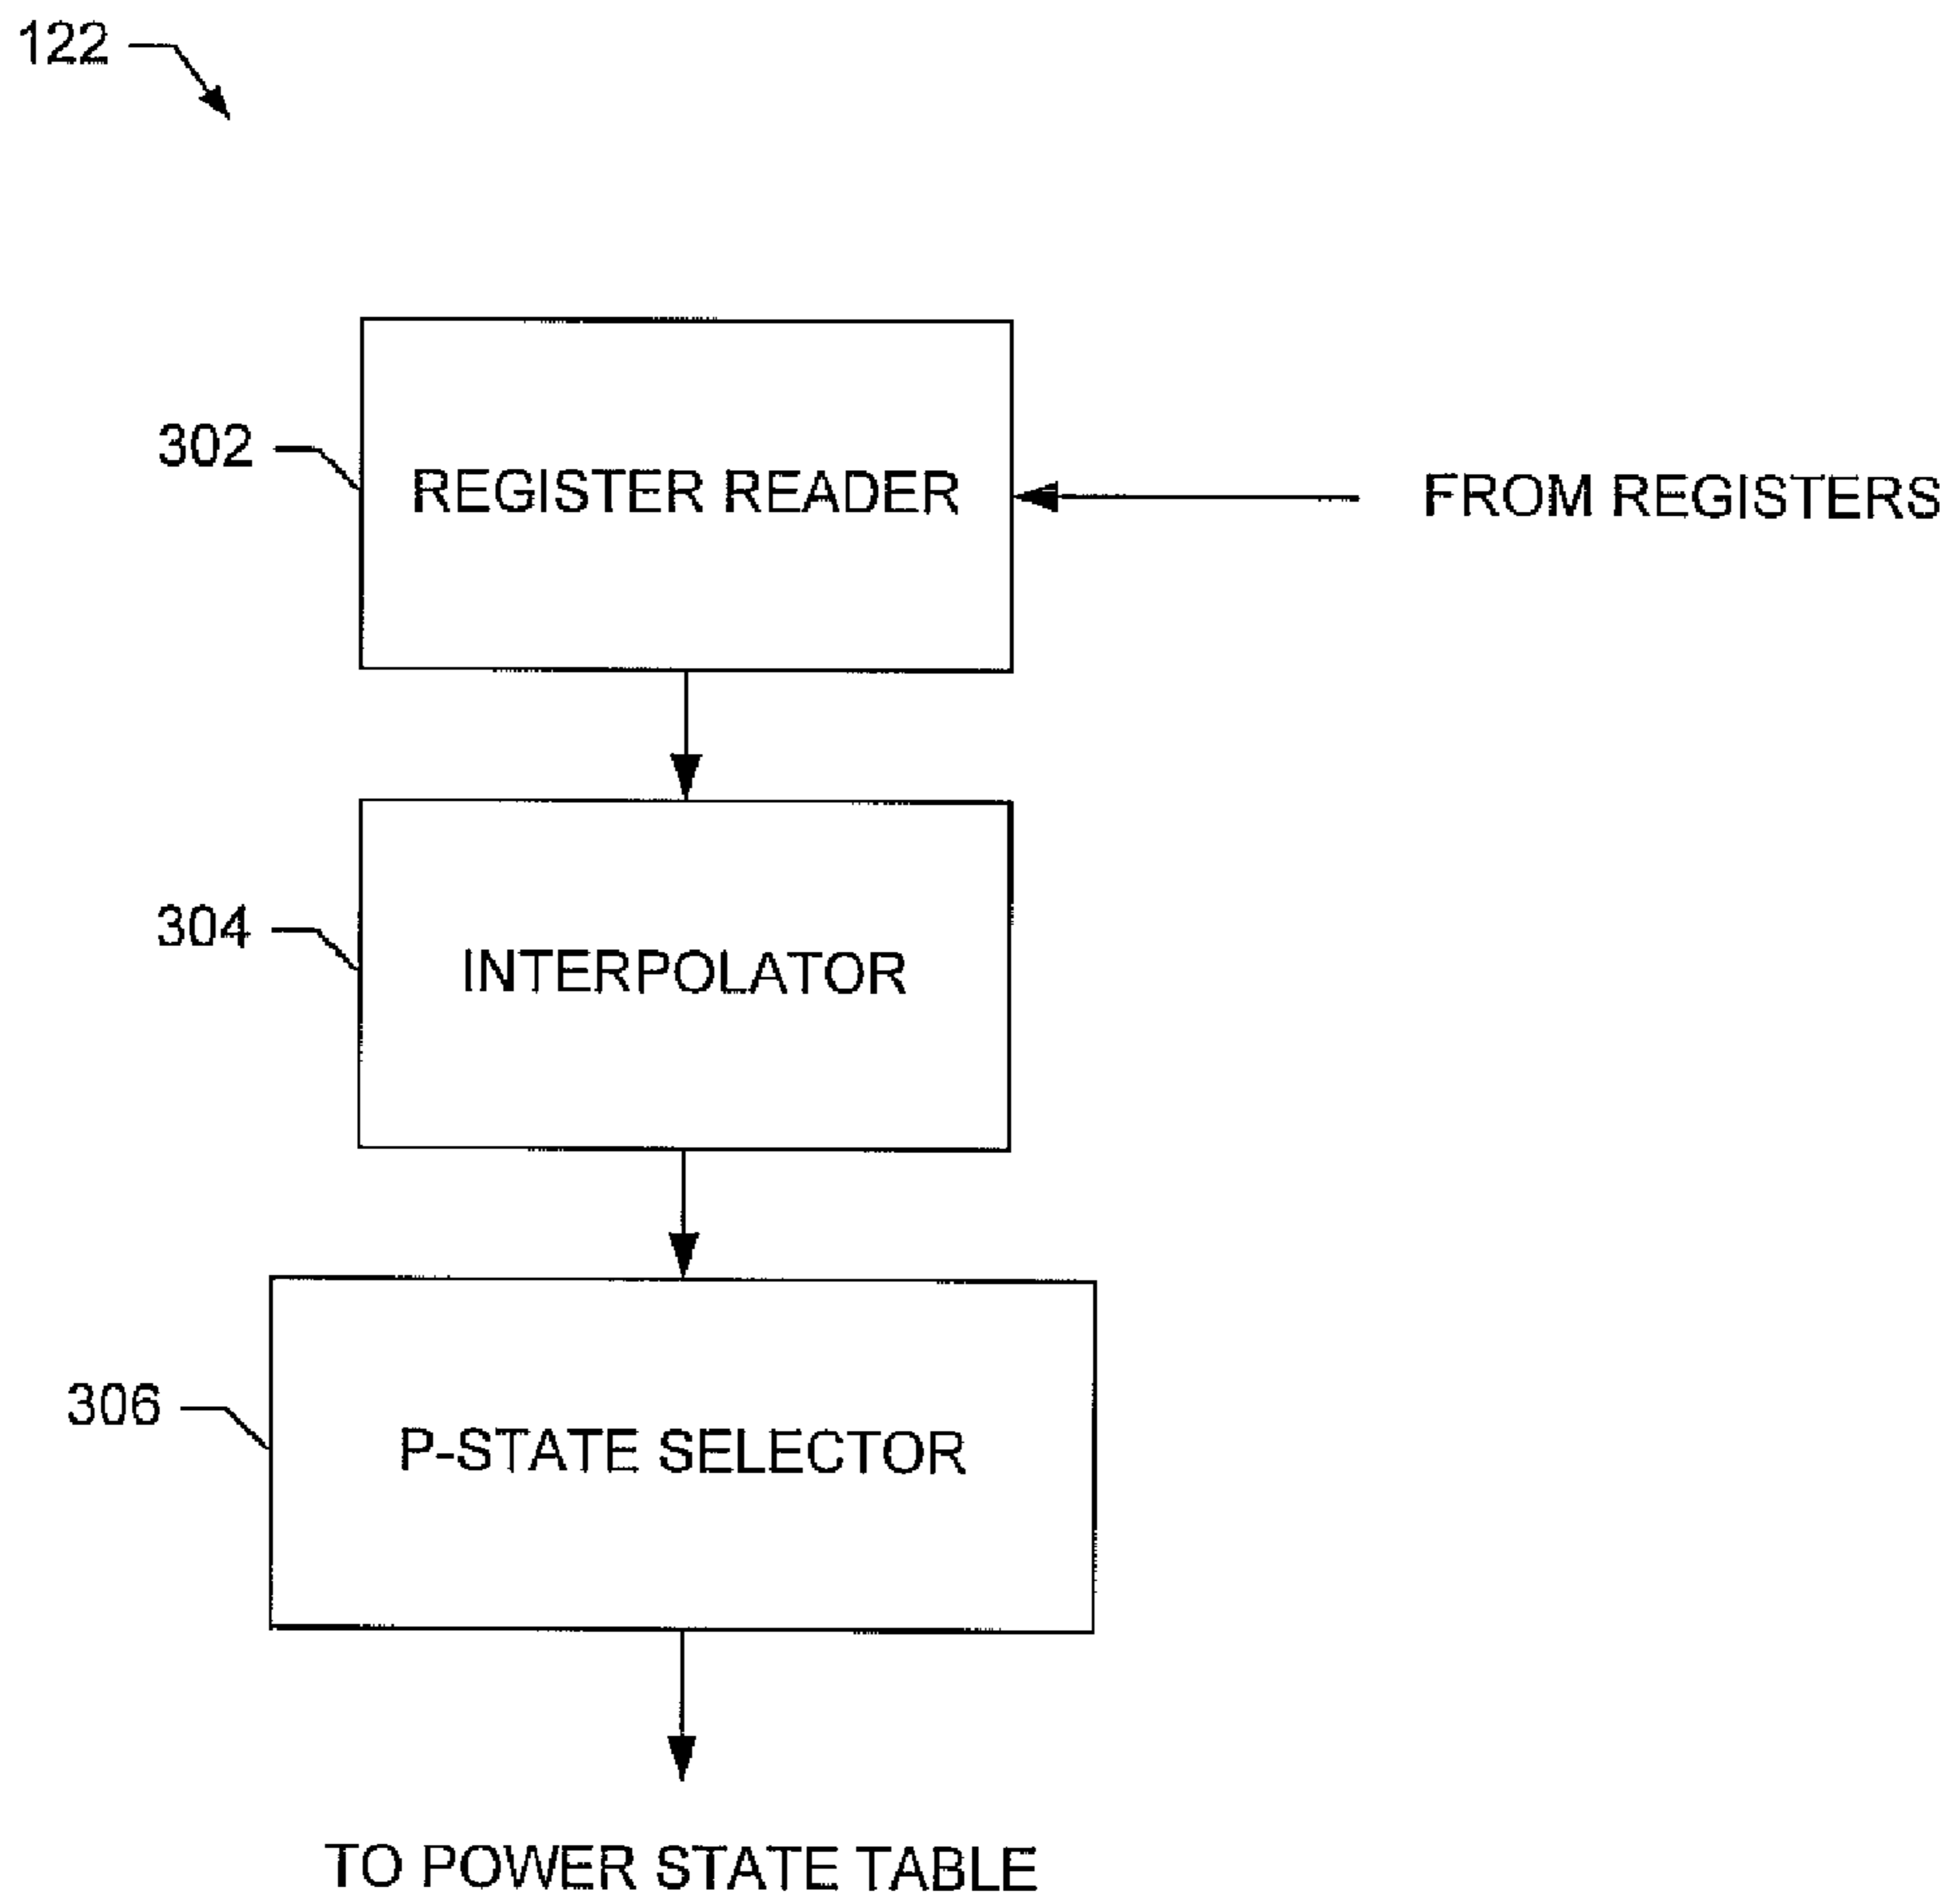 122
302
REGISTER READER
FROM REGISTERS
304
INTERPOLATOR
306
P-STATE SELECTOR
TO POWER STATE TABLE